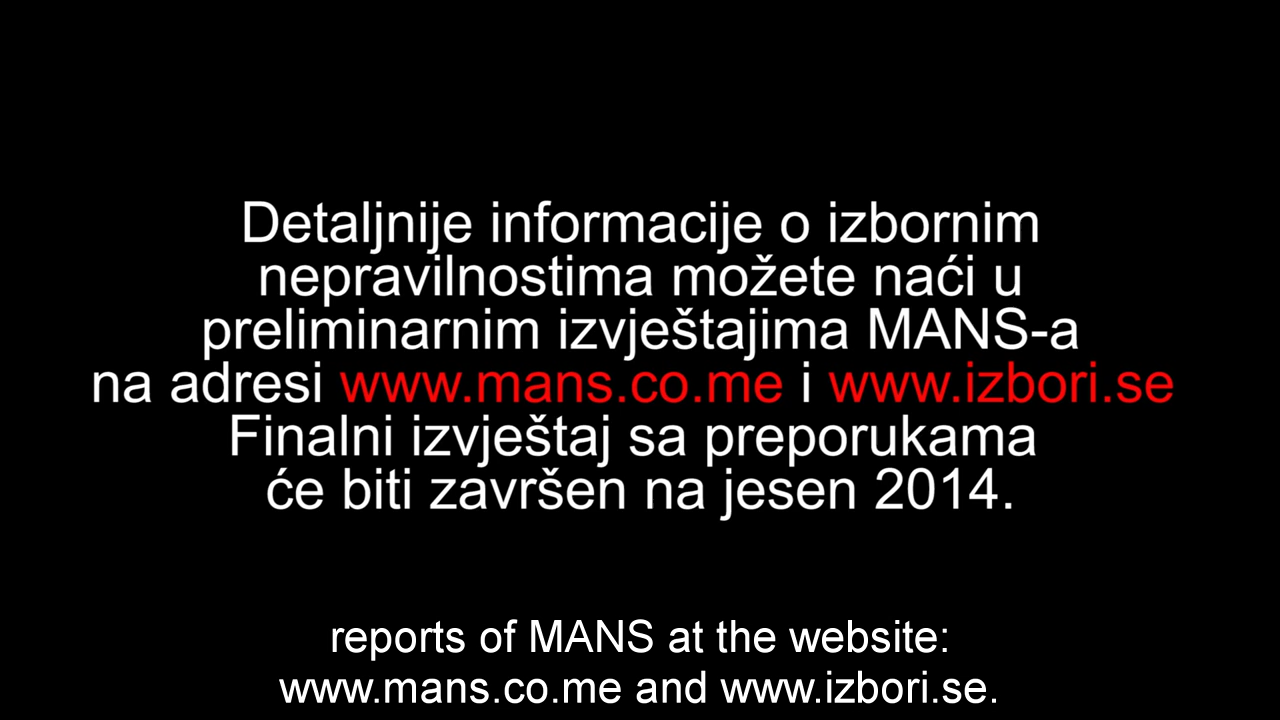 Detaljnije informacije o izbornim
nepravilnostima možete naći u
preliminarnim izvještajima MANS-a
na adresi www.mans.co.me i www.izbori.se
Finalni izvještaj sa preporukama
će biti završen na jesen 2014.
reports of MANS at the website:
www.mans.co.me and www.izbori.se.